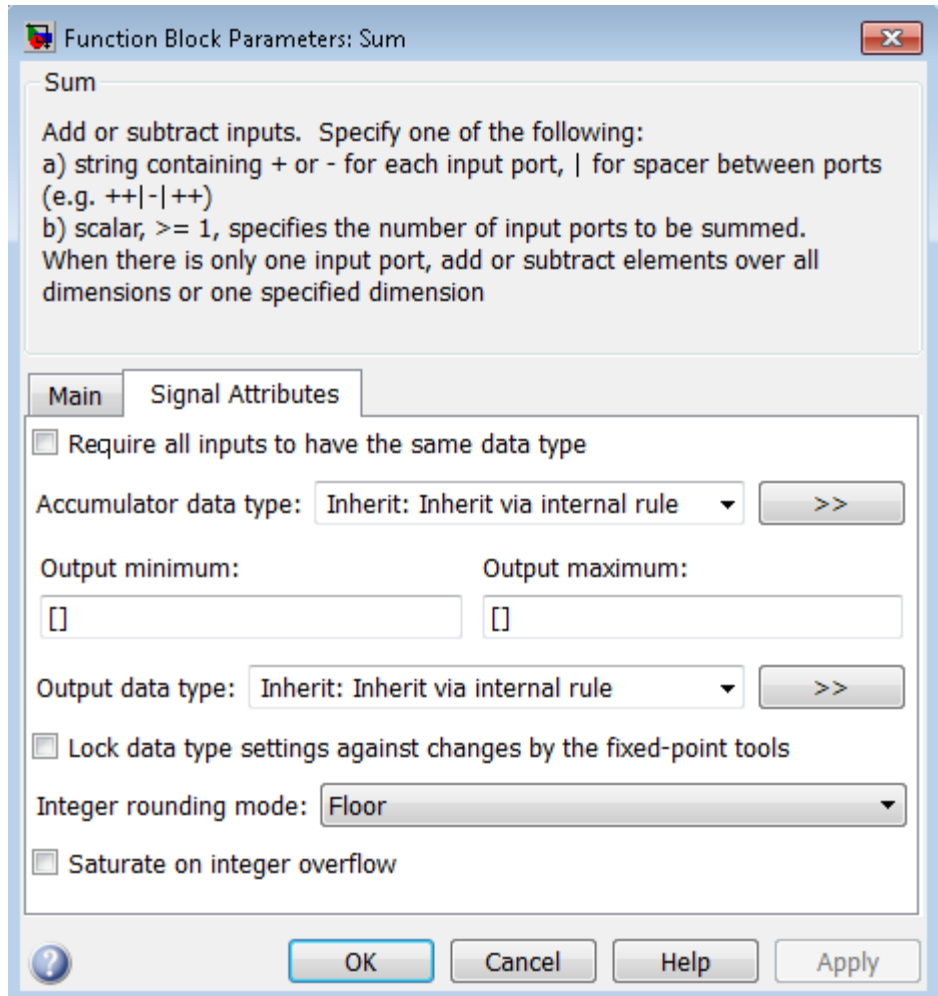 Function Block Parameters: Sum
Sum
Add or subtract inputs.  Specify one of the following:
a) string containing + or - for each input port, | for spacer between ports
(e.g. ++|-|++)
b) scalar, >= 1, specifies the number of input ports to be summed.
When there is only one input port, add or subtract elements over all
dimensions or one specified dimension
Main Signal Attributes
Require all inputs to have the same data type
Accumulator data type: Inherit: Inherit via internal rule >>
Output minimum: Output maximum:
[] []
Output data type: Inherit: Inherit via internal rule >>
Lock data type settings against changes by the fixed-point tools
Integer rounding mode: Floor
Saturate on integer overflow
? OK Cancel Help Apply